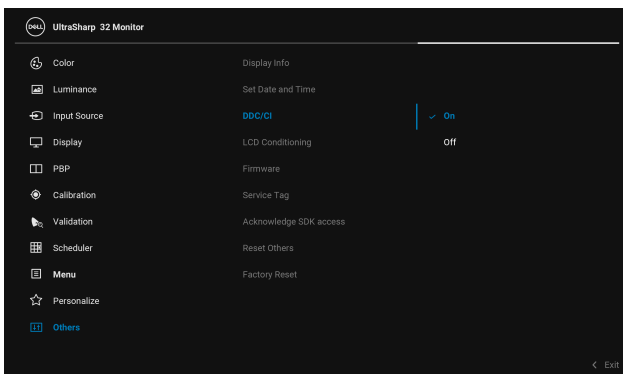 DELL UltraSharp 32 Monitor
Color
Display Info
Luminance
Set Date and Time
Input Source
DDC/CI
On
Display
LCD Conditioning
Off
PBP
Firmware
Calibration
Service Tag
Validation
Acknowledge SDK access
Scheduler
Reset Others
Menu
Factory Reset
Personalize
Others
Exit